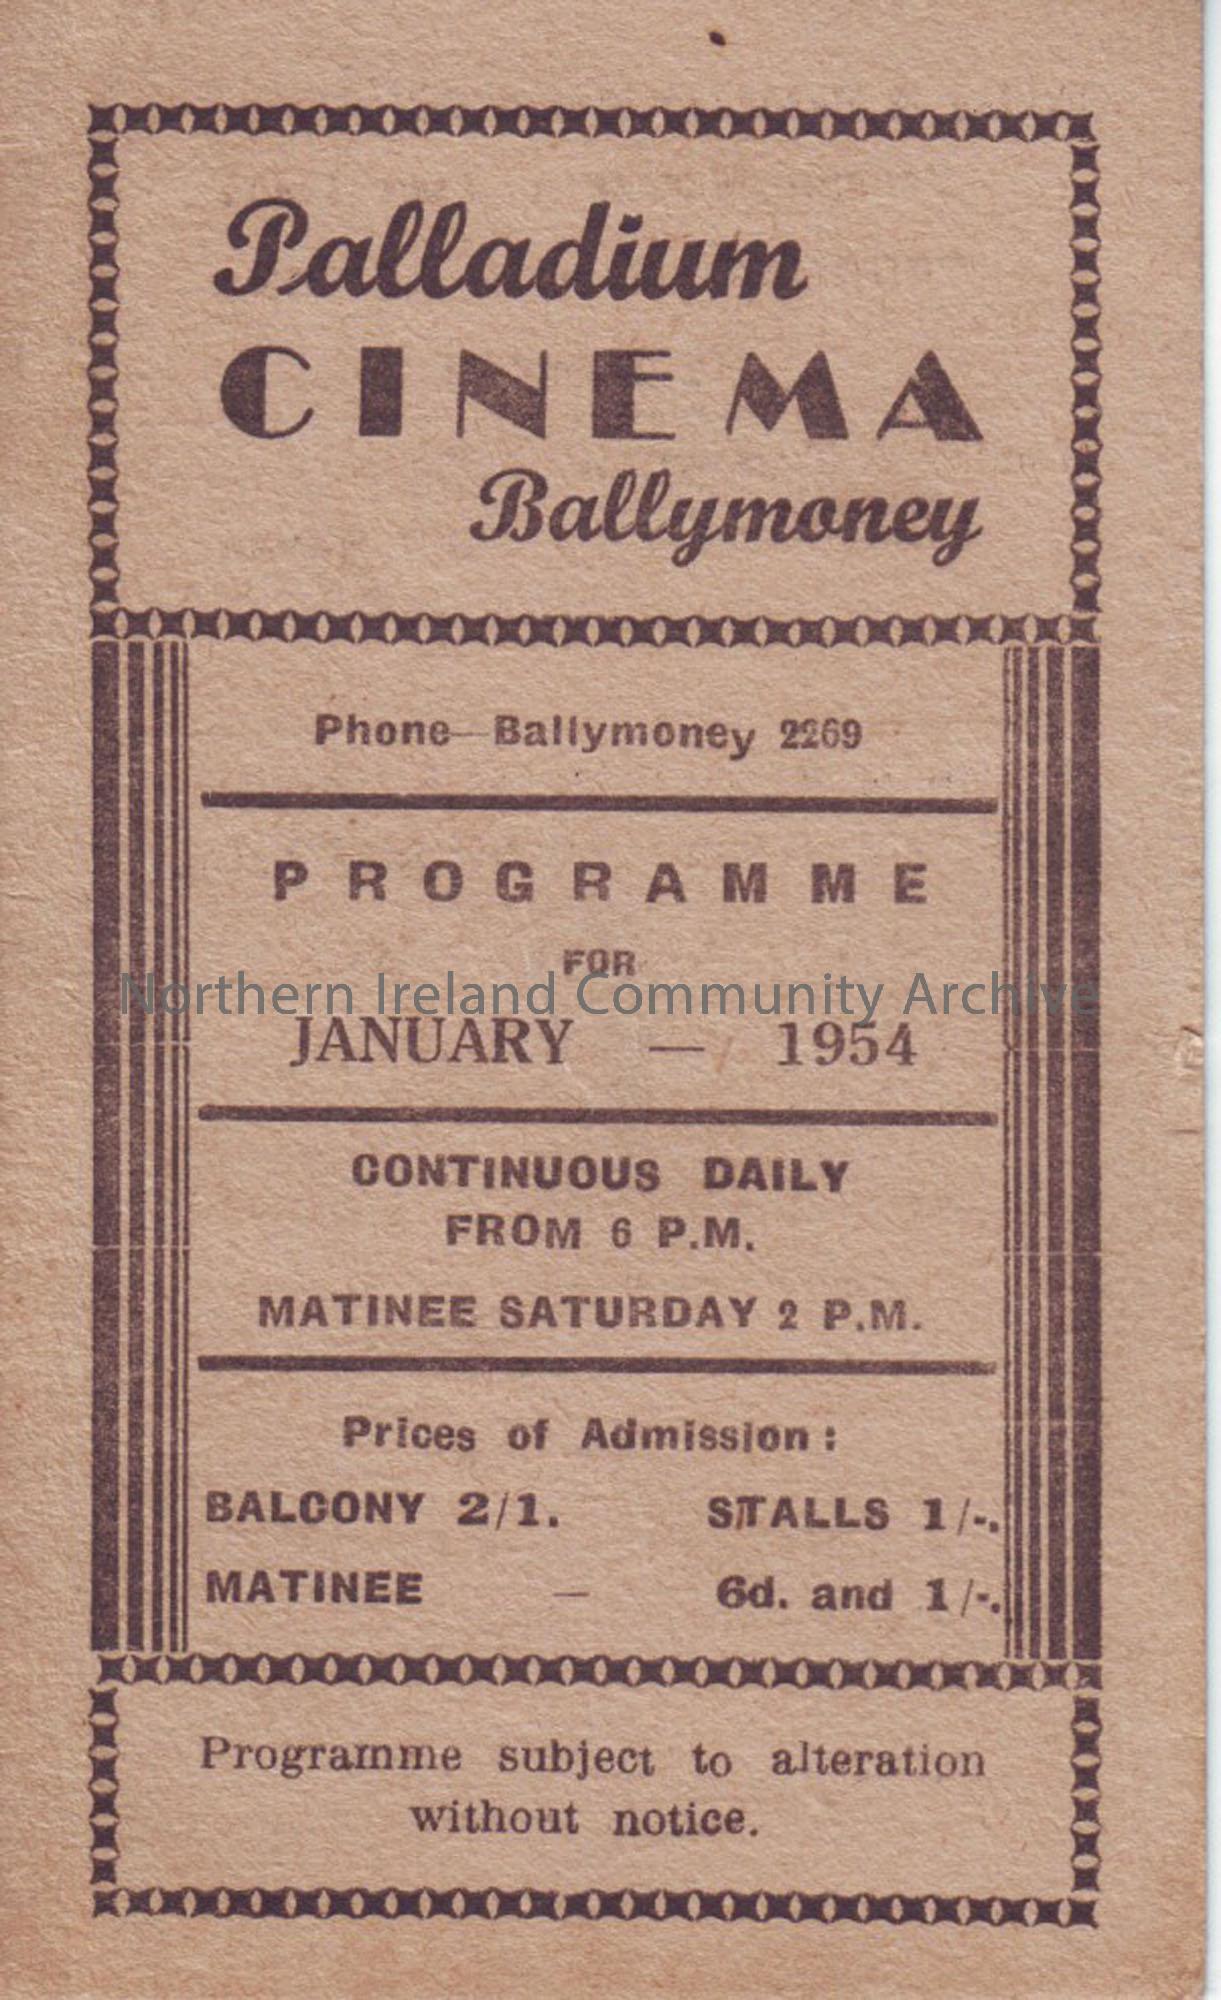 Palladium
CINEMA
Ballymoney
Phone—Ballymoney 2269
PROGRAMME
FOR
Northern Ireland Community Archive
JANUARY — 1954
CONTINUOUS DAILY
FROM 6 P.M.
MATINEE SATURDAY 2 P.M.
Prices of Admission :
BALCONY 2/1. STALLS 1/-.
MATINEE — 6d. and 1/-.
Programme subject to alteration
without notice.